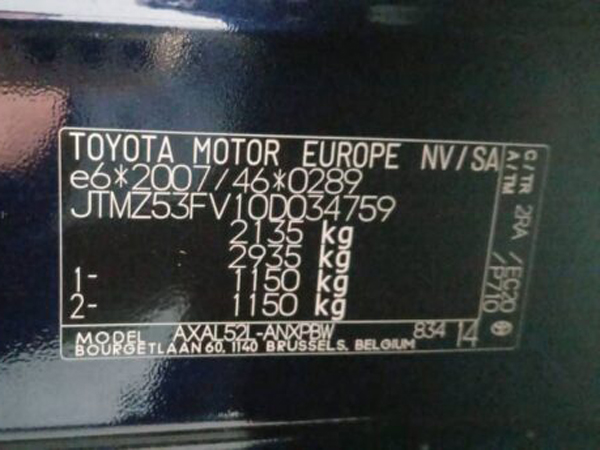 TOYOTA MOTOR EUROPE NV/SA
e6*2007/46*0289
JTMZ53FV10D034759
2135 kg
2935 kg
1- 1150 kg
2- 1150 kg
MODEL AXAL52L-ANXPBW 834 14
BOURGETLAAN 60, 1140 BRUSSELS, BELGIUM
C/TR 2RA /EC20
A/TM /P710